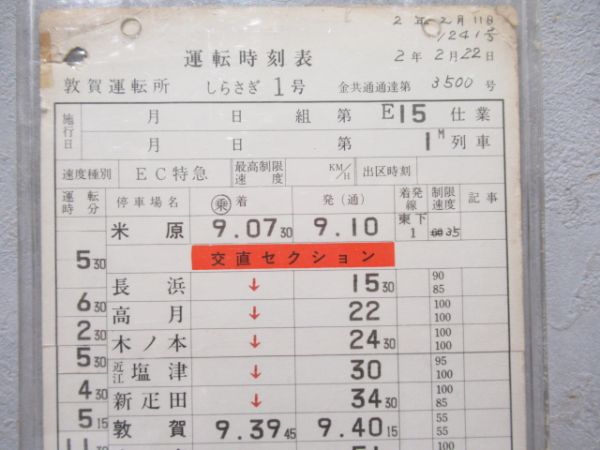 2 年 2 月 11日
1241号
運転時刻表
2 年 2 月 22 日
敦賀運転所 しらさぎ 1 号 金共通通達第 3500 号
施行日 月 日 組 第 E15 仕業
月 日 第 1M 列車
速度種別 EC特急 最高制限速度 KM/H 出区時刻
運転時分 停車場名 乗着 発(通) 着発線 制限速度 記事
米原 9.07 30 9.10 東下1 60 35
交直セクション
5 30
長浜 ↓ 15 30 90 85
6 30
高月 ↓ 22 100 100
2 30
木ノ本 ↓ 24 30 100 100
5 30
近江塩津 ↓ 30 95 100
4 30
新疋田 ↓ 34 30 100 85
5 15
敦賀 9.39 45 9.40 15 55 55
11 30
100